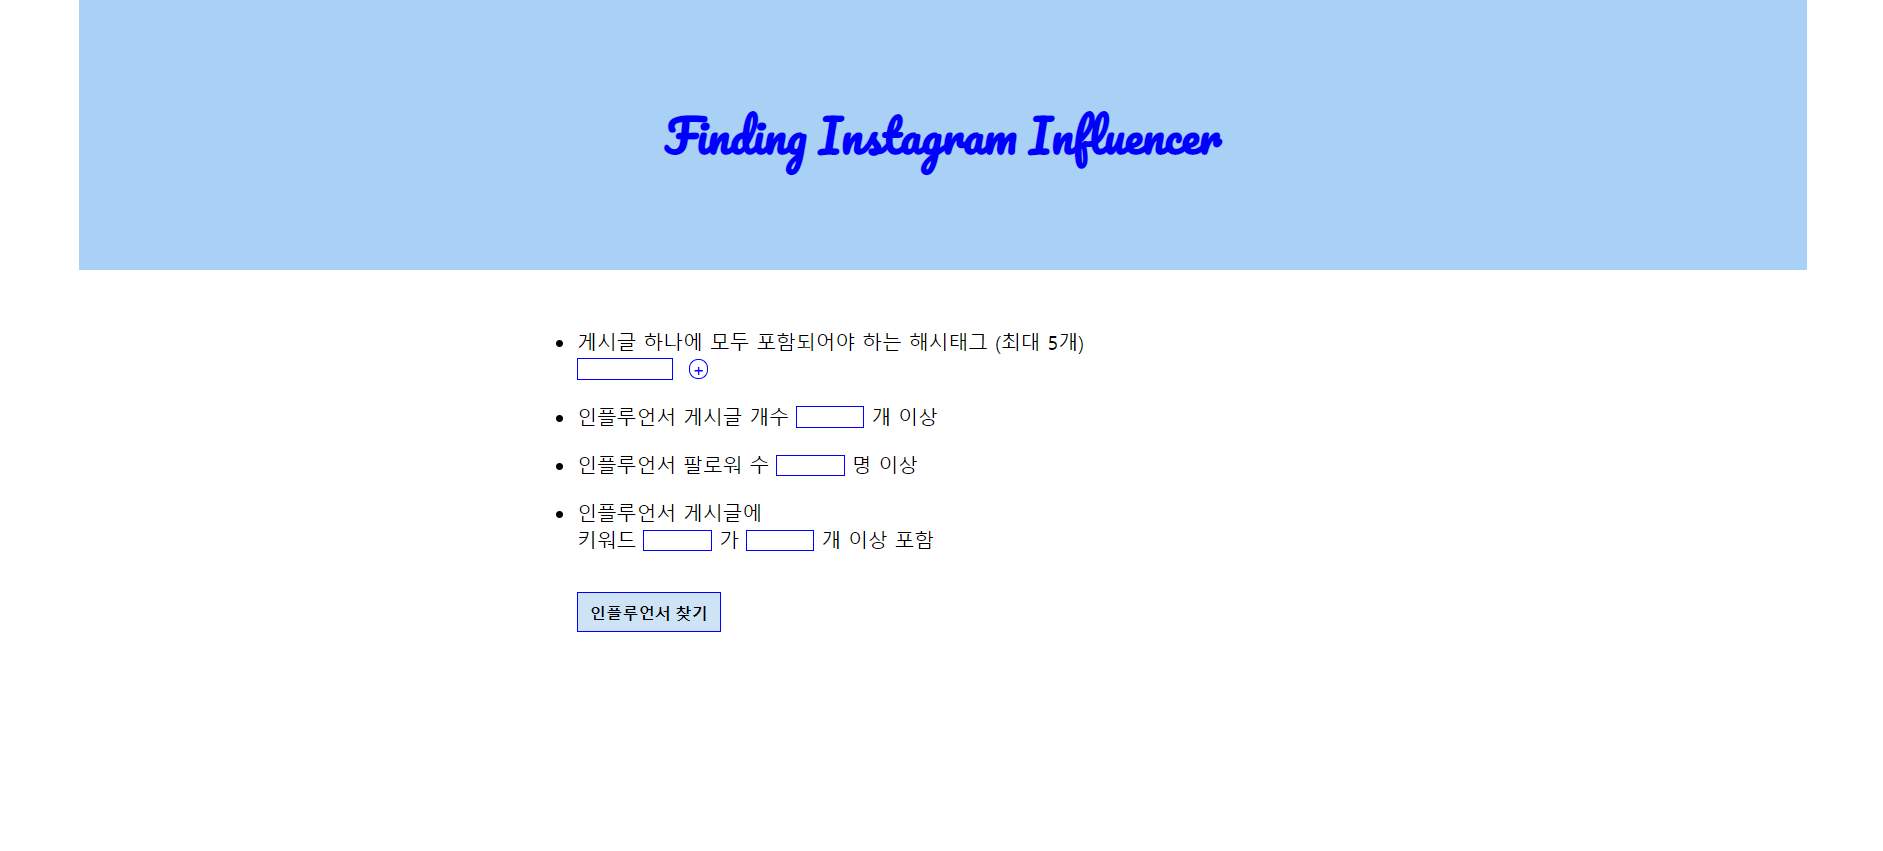 Finding Instagram Influencer
게시글 하나에 모두 포함되어야 하는 해시태그 (최대 5개)
+
인플루언서 게시글 개수 개 이상
인플루언서 팔로워 수 명 이상
인플루언서 게시글에
키워드 가 개 이상 포함
인플루언서 찾기